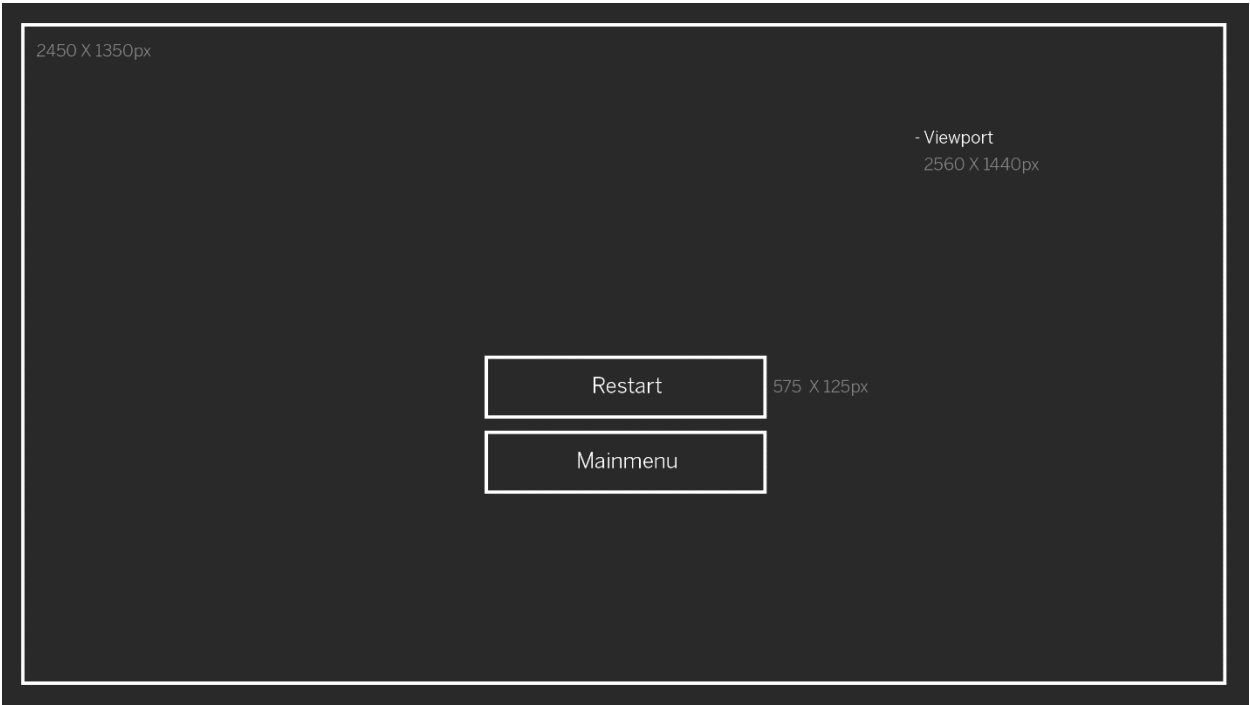 2450 X 1350px
- Viewport
2560 X 1440px
Restart
575 X 125px
Mainmenu